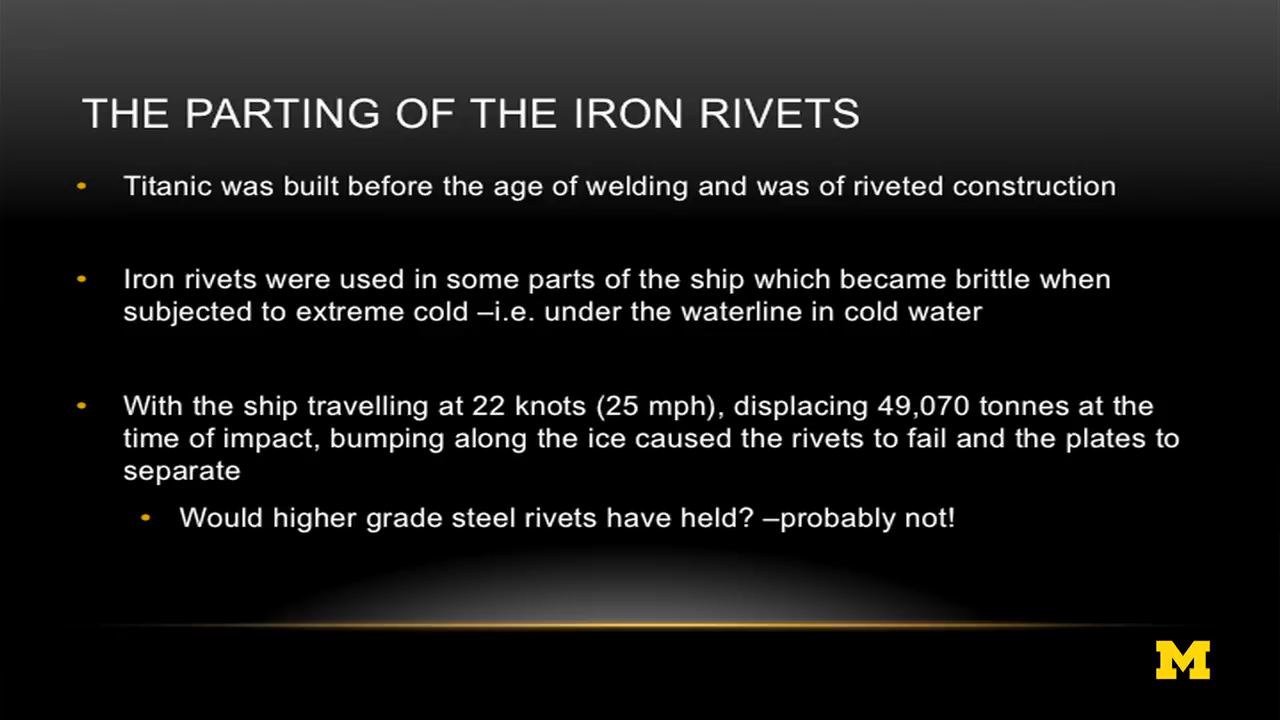 THE PARTING OF THE IRON RIVETS
• Titanic was built before the age of welding and was of riveted construction
• Iron rivets were used in some parts of the ship which became brittle when
subjected to extreme cold –i.e. under the waterline in cold water
• With the ship travelling at 22 knots (25 mph), displacing 49,070 tonnes at the
time of impact, bumping along the ice caused the rivets to fail and the plates to
separate
• Would higher grade steel rivets have held? –probably not!
M